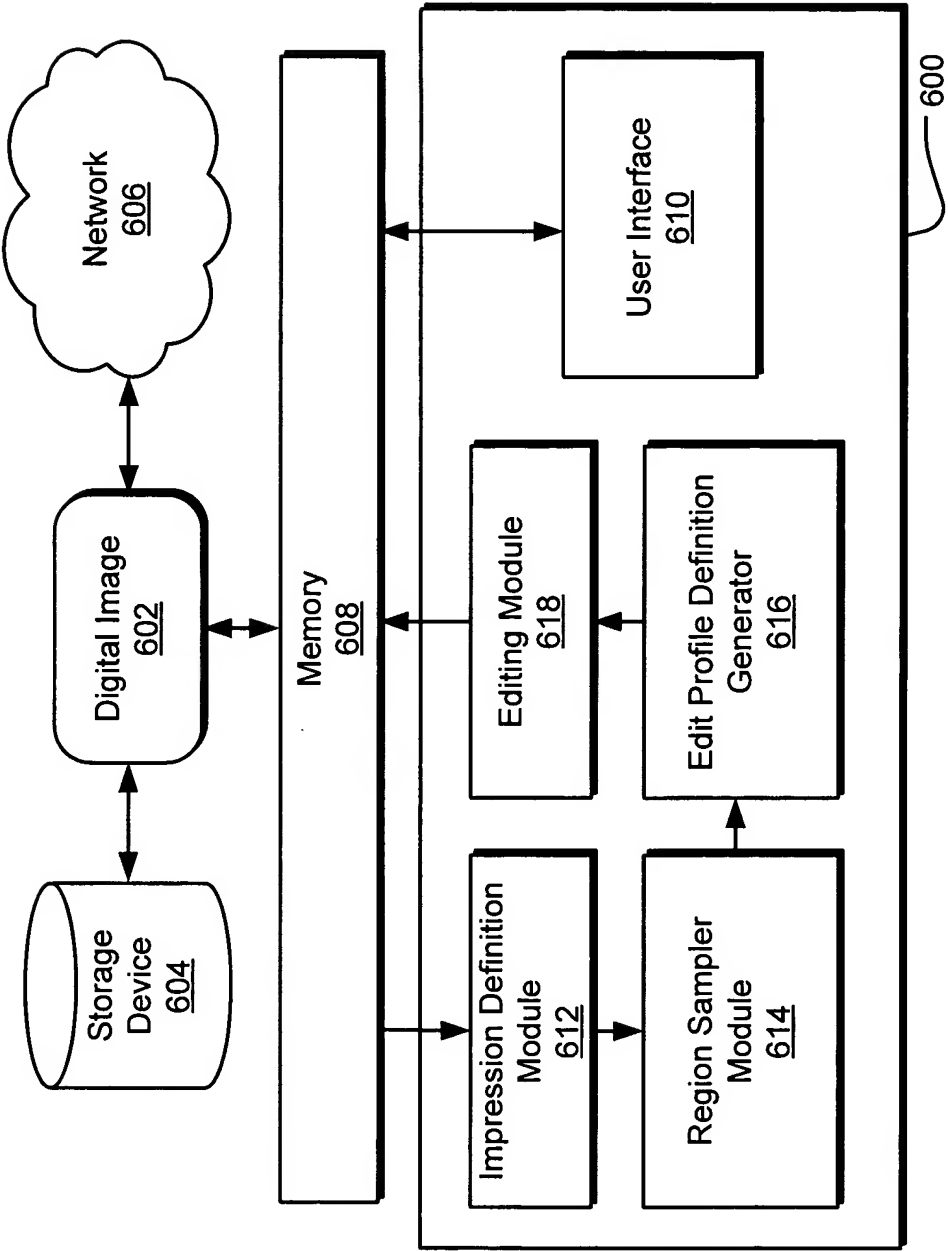 Storage
Device
604
Digital Image
602
Network
606
Memory
608
Impression Definition
Module
612
Editing Module
618
User Interface
610
Region Sampler
Module
614
Edit Profile Definition
Generator
616
600